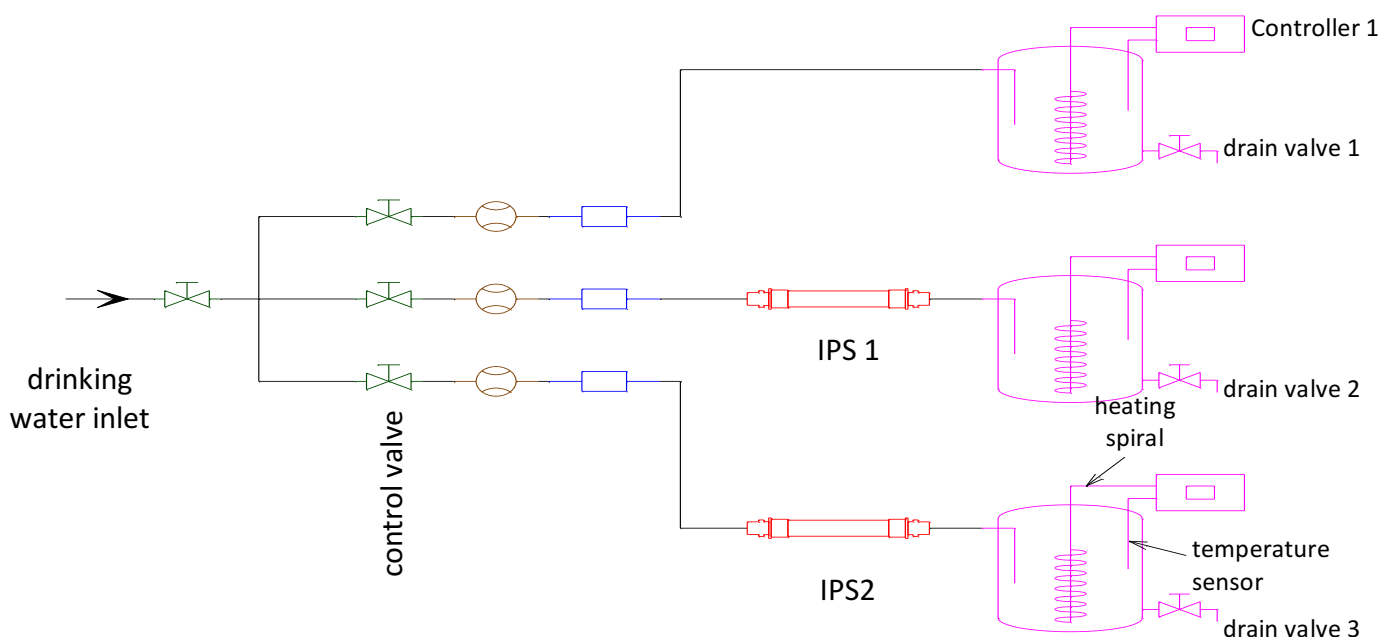 Controller 1
drain valve 1
drinking
water inlet
control valve
IPS 1
drain valve 2
heating
spiral
IPS2
temperature
sensor
drain valve 3